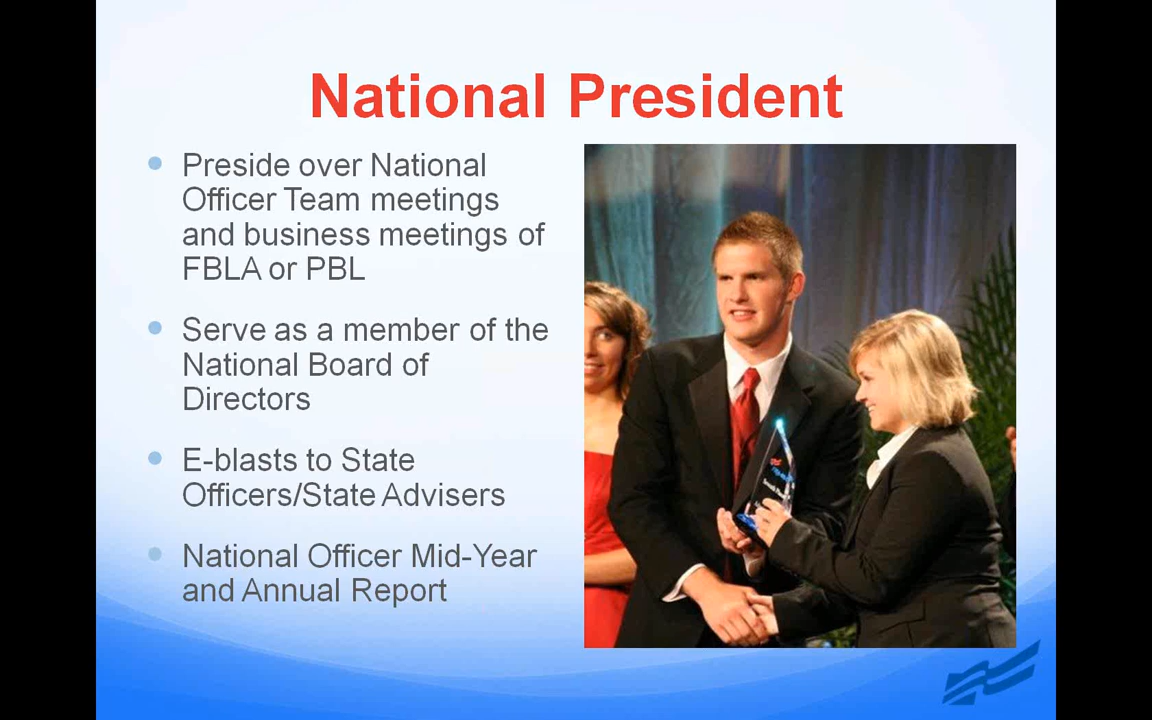 National President
Preside over National
Officer Team meetings
and business meetings of
FBLA or PBL
Serve as a member of the
National Board of
Directors
E-blasts to State
Officers/State Advisers
National Officer Mid-Year
and Annual Report